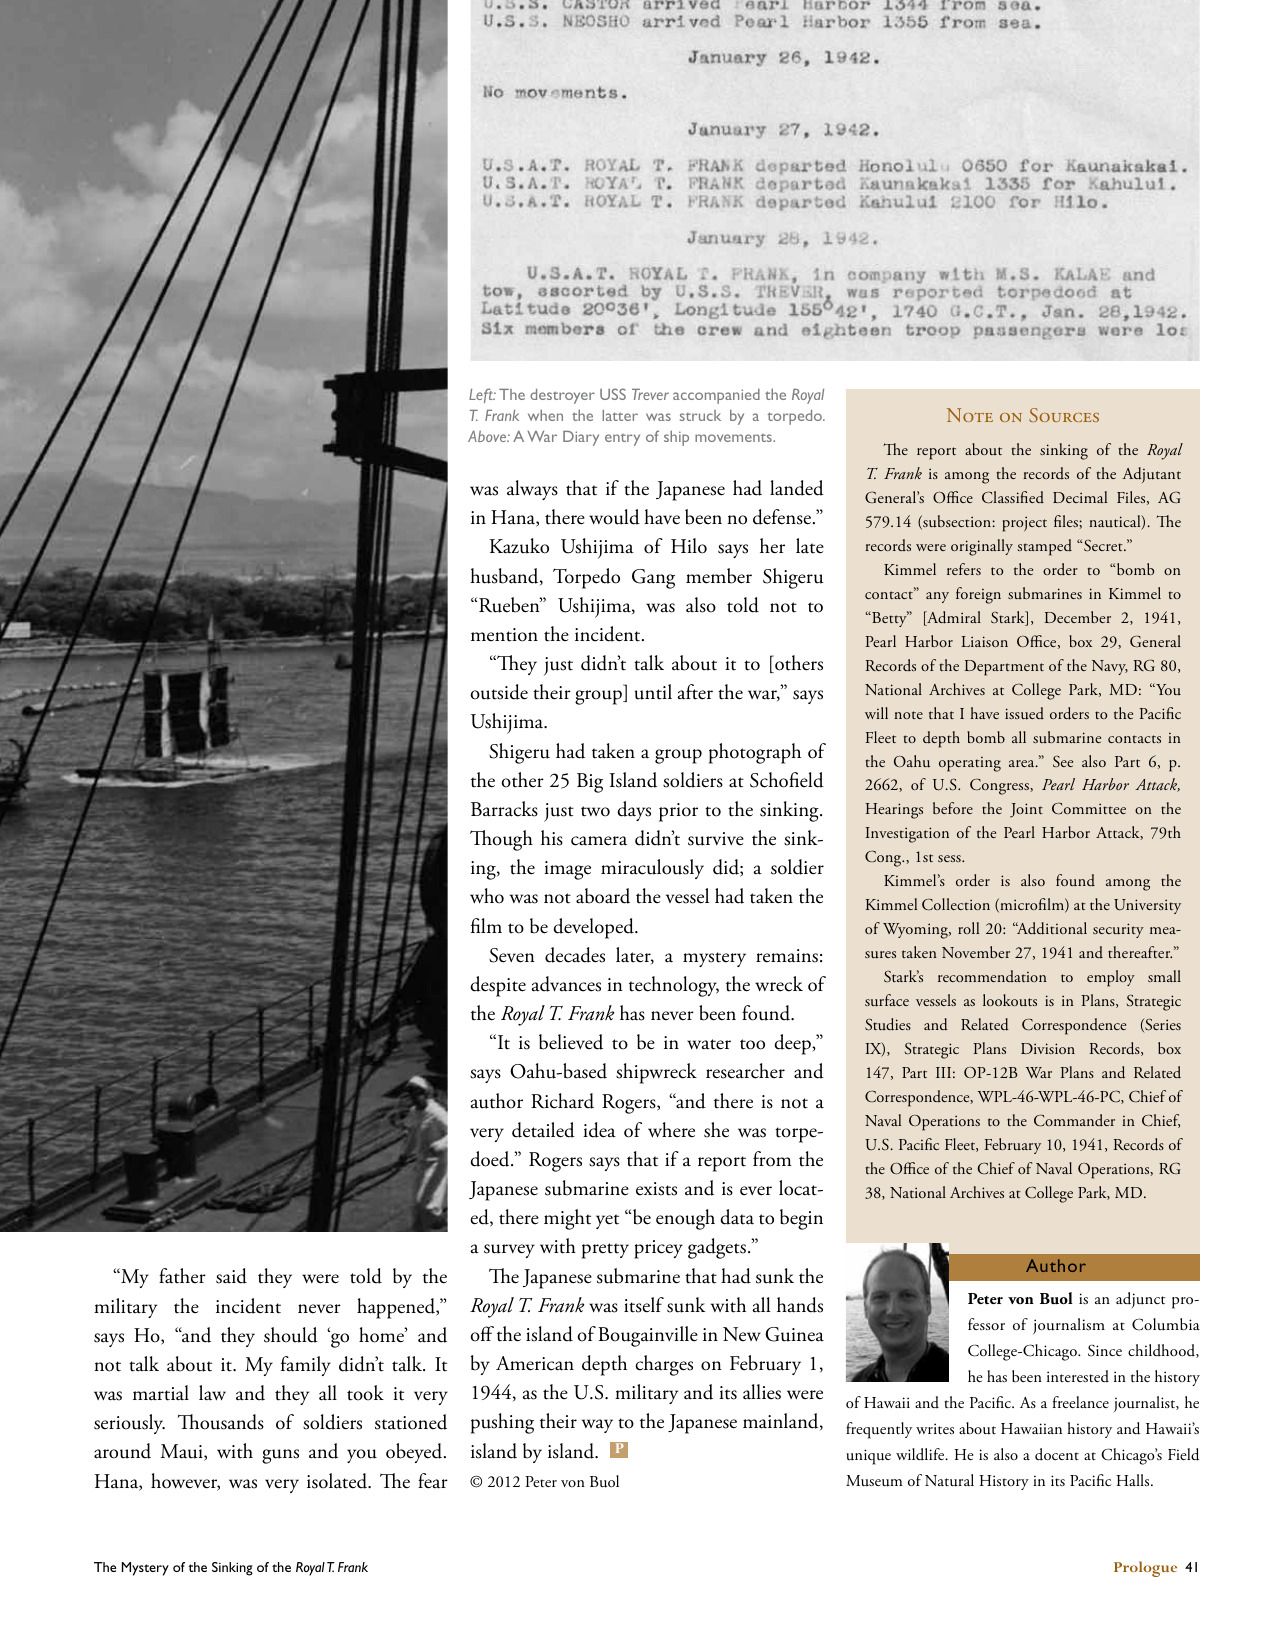 U.S.S. CASTOR arrived Pearl Harbor 1344 from sea.
U.S.S. NEOSHO arrived Pearl Harbor 1355 from sea.
January 26, 1942.
No movements.
January 27, 1942.
U.S.A.T. ROYAL T. FRANK departed Honolulu 0650 for Kaunakakai.
U.S.A.T. ROYAL T. FRANK departed Kaunakakai 1335 for Kahului.
U.S.A.T. ROYAL T. FRANK departed Kahului 2100 for Hilo.
January 28, 1942.
U.S.A.T. ROYAL T. FRANK, in company with M.S. KALAE and
tow, escorted by U.S.S. TREVER, was reported torpedoed at
Latitude 20°36', Longitude 155°42', 1740 G.C.T., Jan. 28,1942.
Six members of the crew and eighteen troop passengers were los
Left: The destroyer USS Trever accompanied the Royal
T. Frank when the latter was struck by a torpedo.
Above: A War Diary entry of ship movements.
“My father said they were told by the
military the incident never happened,”
says Ho, “and they should ‘go home’ and
not talk about it. My family didn’t talk. It
was martial law and they all took it very
seriously. Thousands of soldiers stationed
around Maui, with guns and you obeyed.
Hana, however, was very isolated. The fear
was always that if the Japanese had landed
in Hana, there would have been no defense.”
Kazuko Ushijima of Hilo says her late
husband, Torpedo Gang member Shigeru
“Rueben” Ushijima, was also told not to
mention the incident.
“They just didn’t talk about it to [others
outside their group] until after the war,” says
Ushijima.
Shigeru had taken a group photograph of
the other 25 Big Island soldiers at Schofield
Barracks just two days prior to the sinking.
Though his camera didn’t survive the sink-
ing, the image miraculously did; a soldier
who was not aboard the vessel had taken the
film to be developed.
Seven decades later, a mystery remains:
despite advances in technology, the wreck of
the Royal T. Frank has never been found.
“It is believed to be in water too deep,”
says Oahu-based shipwreck researcher and
author Richard Rogers, “and there is not a
very detailed idea of where she was torpe-
doed.” Rogers says that if a report from the
Japanese submarine exists and is ever locat-
ed, there might yet “be enough data to begin
a survey with pretty pricey gadgets.”
The Japanese submarine that had sunk the
Royal T. Frank was itself sunk with all hands
off the island of Bougainville in New Guinea
by American depth charges on February 1,
1944, as the U.S. military and its allies were
pushing their way to the Japanese mainland,
island by island. P
© 2012 Peter von Buol
Note on Sources
The report about the sinking of the Royal
T. Frank is among the records of the Adjutant
General’s Office Classified Decimal Files, AG
579.14 (subsection: project files; nautical). The
records were originally stamped “Secret.”
Kimmel refers to the order to “bomb on
contact” any foreign submarines in Kimmel to
“Betty” [Admiral Stark], December 2, 1941,
Pearl Harbor Liaison Office, box 29, General
Records of the Department of the Navy, RG 80,
National Archives at College Park, MD: “You
will note that I have issued orders to the Pacific
Fleet to depth bomb all submarine contacts in
the Oahu operating area.” See also Part 6, p.
2662, of U.S. Congress, Pearl Harbor Attack,
Hearings before the Joint Committee on the
Investigation of the Pearl Harbor Attack, 79th
Cong., 1st sess.
Kimmel’s order is also found among the
Kimmel Collection (microfilm) at the University
of Wyoming, roll 20: “Additional security mea-
sures taken November 27, 1941 and thereafter.”
Stark’s recommendation to employ small
surface vessels as lookouts is in Plans, Strategic
Studies and Related Correspondence (Series
IX), Strategic Plans Division Records, box
147, Part III: OP-12B War Plans and Related
Correspondence, WPL-46-WPL-46-PC, Chief of
Naval Operations to the Commander in Chief,
U.S. Pacific Fleet, February 10, 1941, Records of
the Office of the Chief of Naval Operations, RG
38, National Archives at College Park, MD.
Author
Peter von Buol is an adjunct pro-
fessor of journalism at Columbia
College-Chicago. Since childhood,
he has been interested in the history
of Hawaii and the Pacific. As a freelance journalist, he
frequently writes about Hawaiian history and Hawaii’s
unique wildlife. He is also a docent at Chicago’s Field
Museum of Natural History in its Pacific Halls.
The Mystery of the Sinking of the Royal T. Frank
Prologue 41